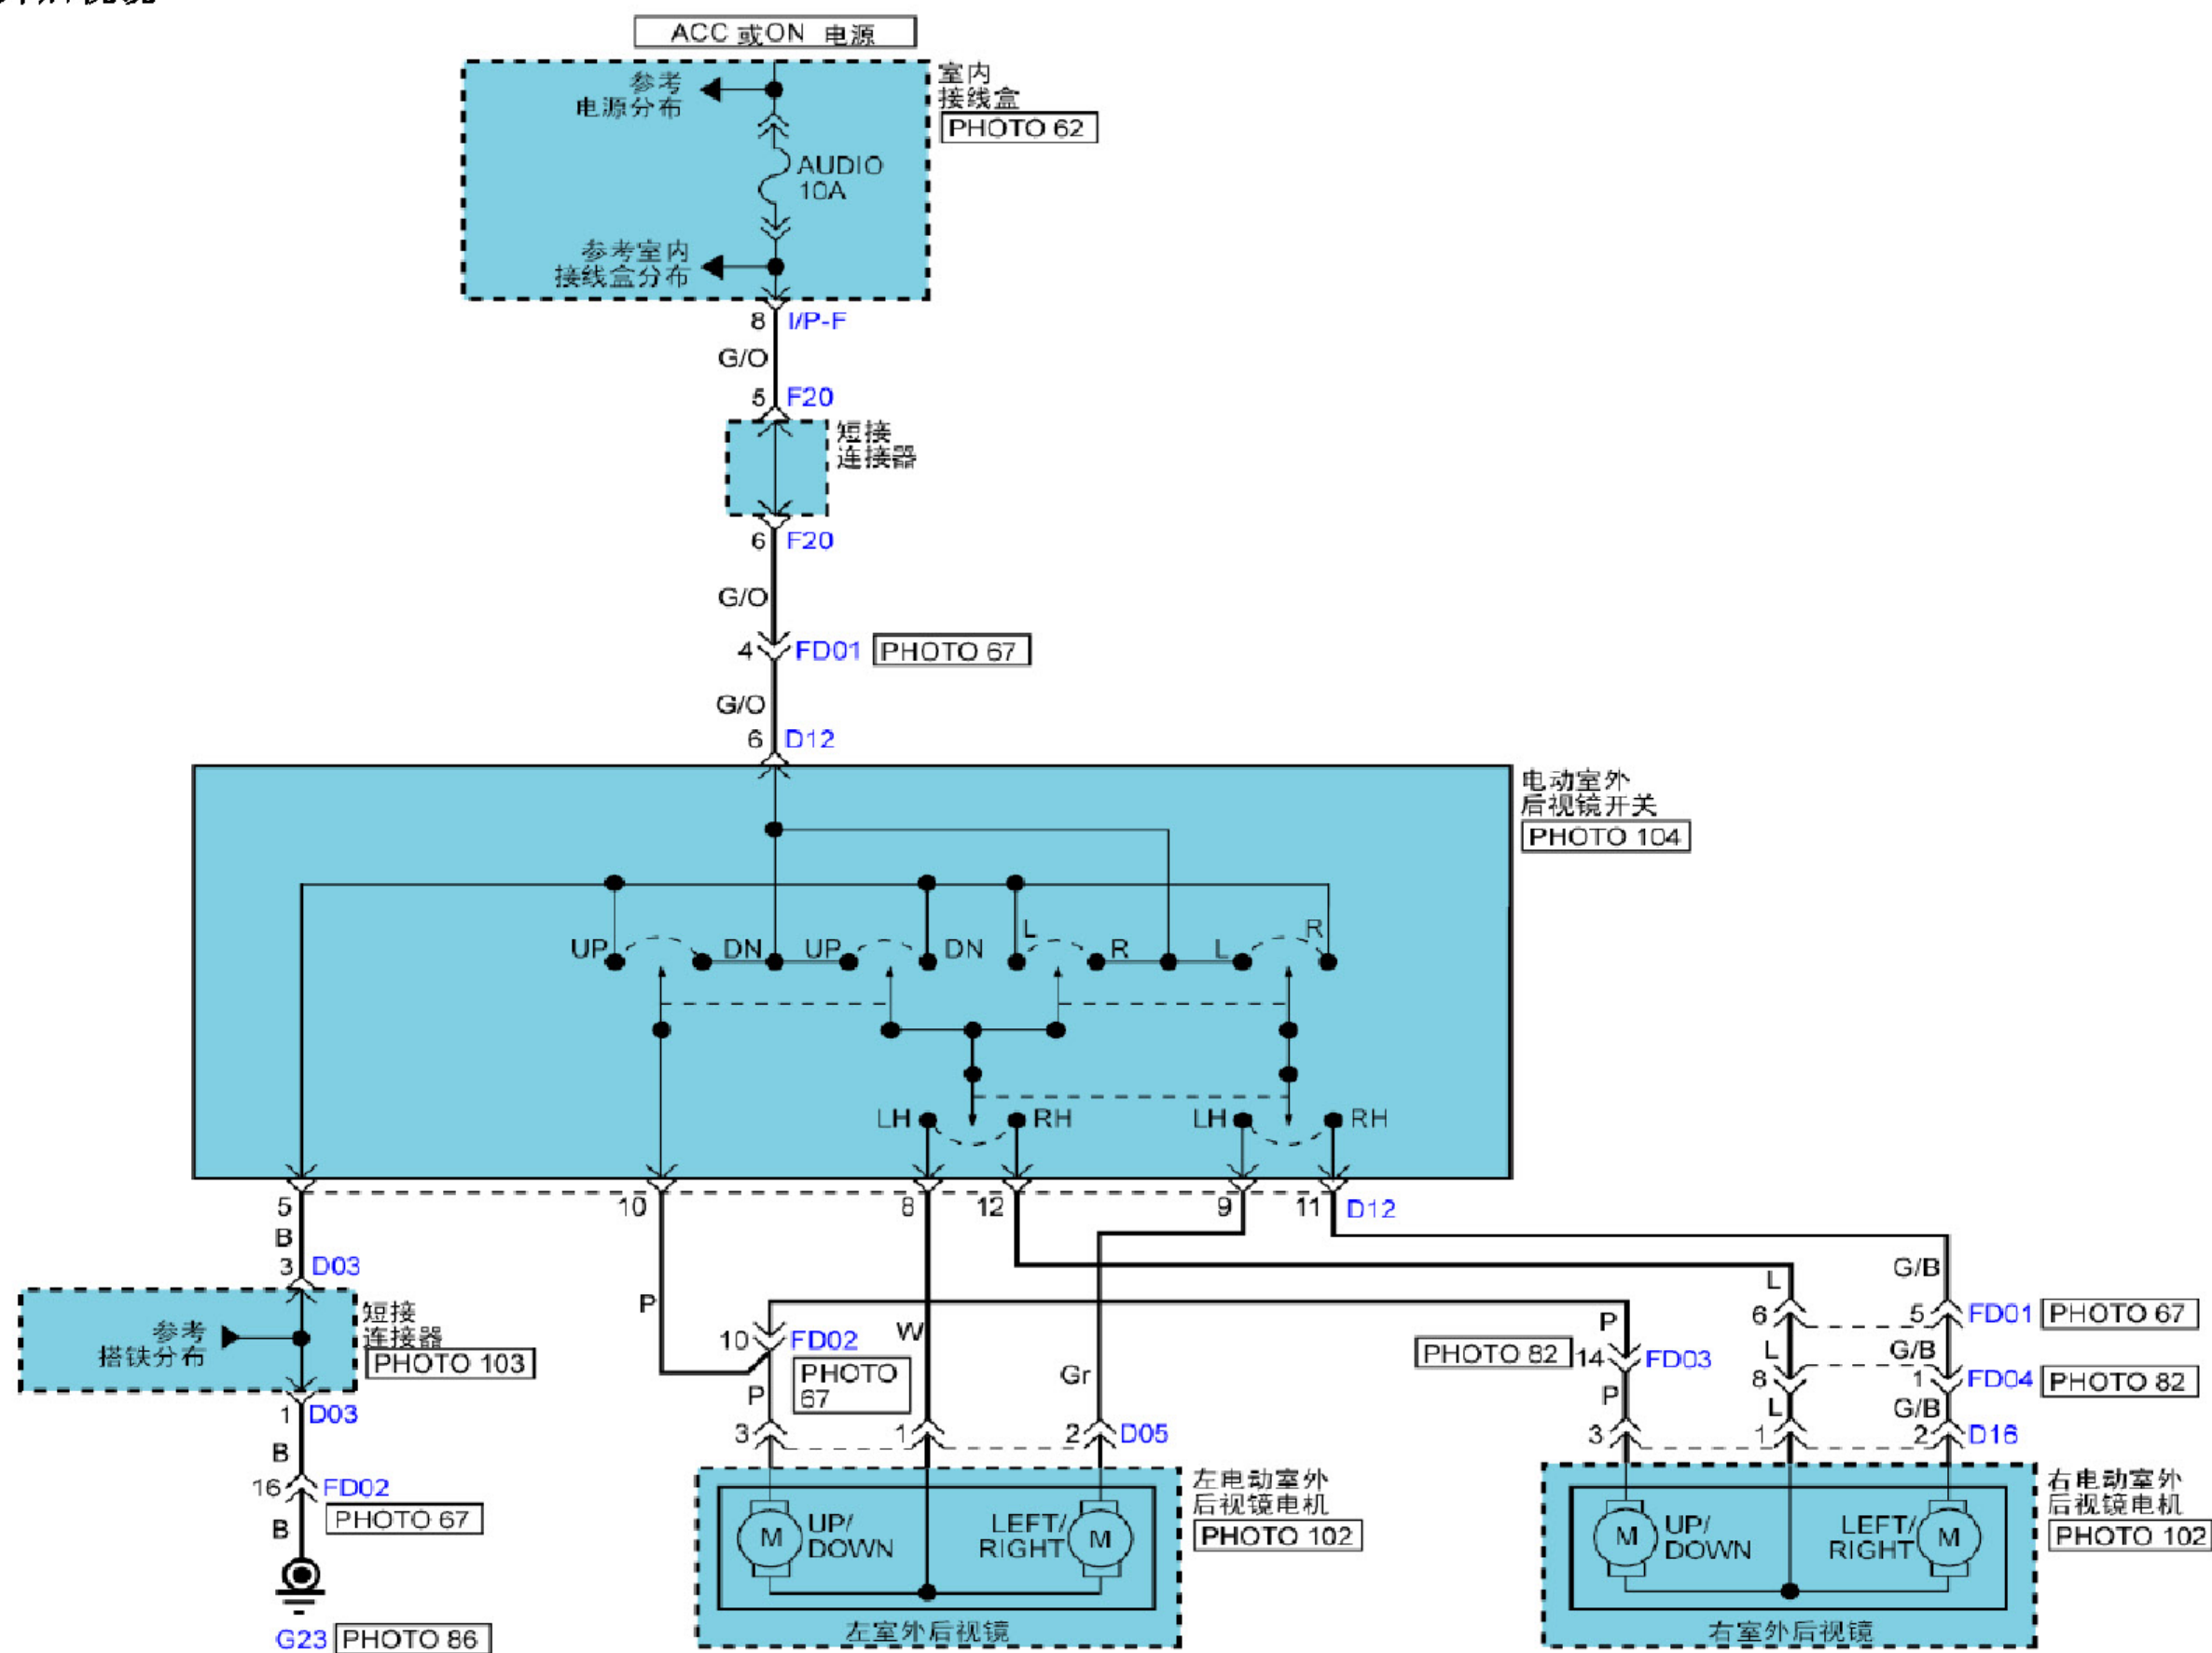 ACC 或ON 电源
参考
电源分布
室内
接线盒
PHOTO 62
AUDIO
10A
参考室内
接线盒分布
8 I/P-F
G/O
5 F20
短接
连接器
6 F20
G/O
4 FD01 PHOTO 67
G/O
6 D12
电动室外
后视镜开关
PHOTO 104
UP DN UP DN L R L R
LH RH LH RH
5 10 8 12 9 11 D12
B
3 D03
短接
连接器
PHOTO 103
参考
搭铁分布
1 D03
B
16 FD02
PHOTO 67
B
G23 PHOTO 86
P
10 FD02
PHOTO
67
W
Gr
P
3 1 2 D05
左电动室外
后视镜电机
PHOTO 102
M UP/
DOWN
LEFT/
RIGHT M
左室外后视镜
L G/B
6 5 FD01 PHOTO 67
P
PHOTO 82 14 FD03
L G/B
8 1 FD04 PHOTO 82
P L G/B
3 1 2 D16
右电动室外
后视镜电机
PHOTO 102
M UP/
DOWN
LEFT/
RIGHT M
右室外后视镜